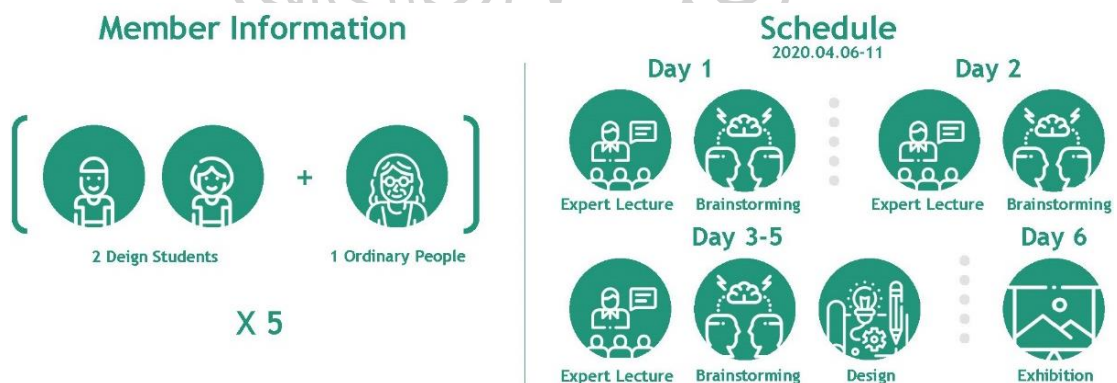 Member Information
2 Deign Students
+
1 Ordinary People
X 5
Schedule
2020.04.06-11
Day 1
Day 2
Expert Lecture
Brainstorming
Expert Lecture
Brainstorming
Day 3-5
Day 6
Expert Lecture
Brainstorming
Design
Exhibition